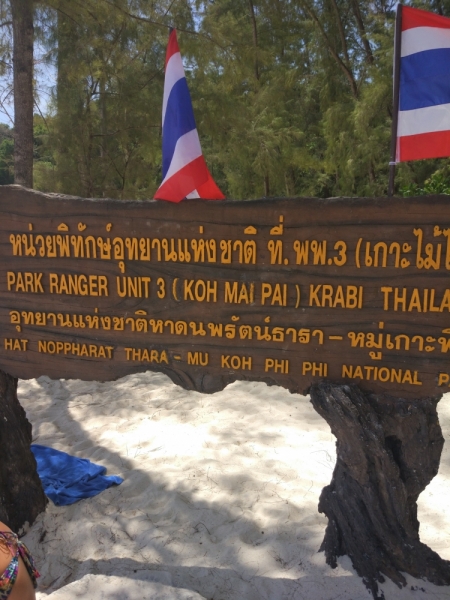 หน่วยพิทักษ์อุทยานแห่งชาติ ที่.พพ.3 (เกาะไม้ไ
PARK RANGER UNIT 3 ( KOH MAI PAI ) KRABI THAILA
อุทยานแห่งชาติหาดนพรัตน์ธารา – หมู่เกาะพี
HAT NOPPHARAT THARA – MU KOH PHI PHI NATIONAL P